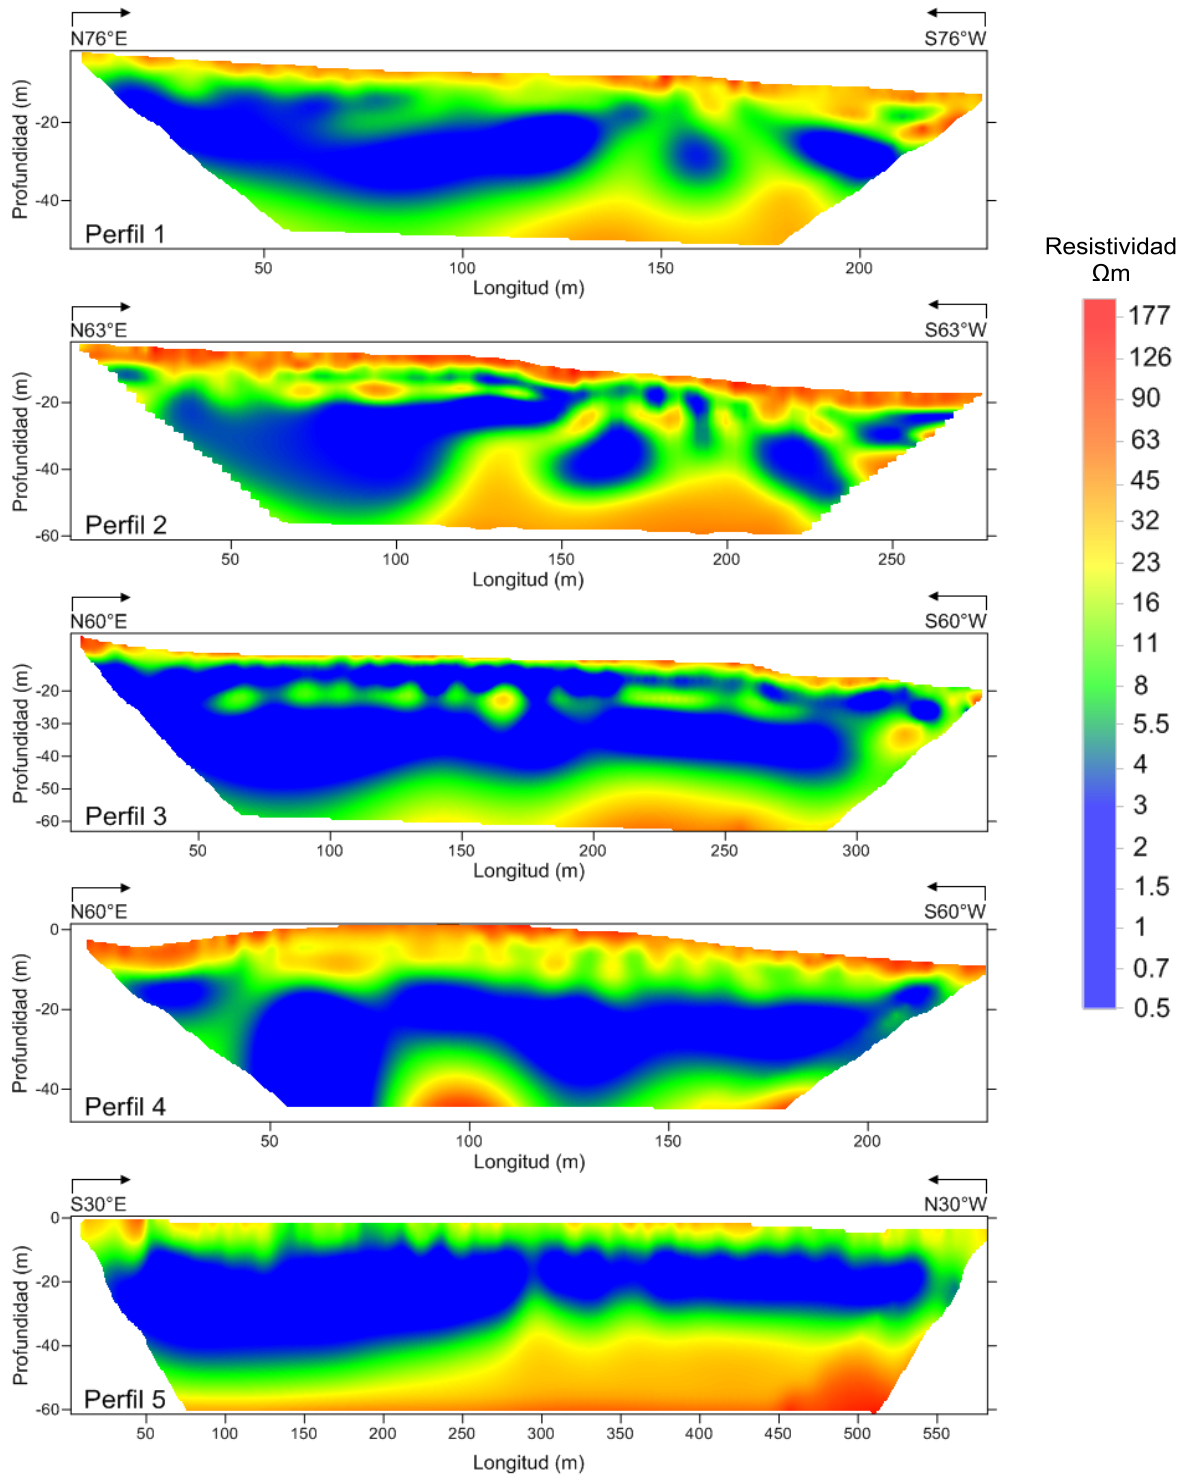 N76°E S76°W
Profundidad (m)
-20
-40
Perfil 1
50 100 150 200
Longitud (m)
N63°E S63°W
Profundidad (m)
-20
-40
-60
Perfil 2
50 100 150 200 250
Longitud (m)
N60°E S60°W
Profundidad (m)
-20
-30
-40
-50
-60
Perfil 3
50 100 150 200 250 300
Longitud (m)
N60°E S60°W
Profundidad (m)
0
-20
-40
Perfil 4
50 100 150 200
Longitud (m)
S30°E N30°W
Profundidad (m)
0
-20
-40
-60
Perfil 5
50 100 150 200 250 300 350 400 450 500 550
Longitud (m)
Resistividad
Ωm
177
126
90
63
45
32
23
16
11
8
5.5
4
3
2
1.5
1
0.7
0.5